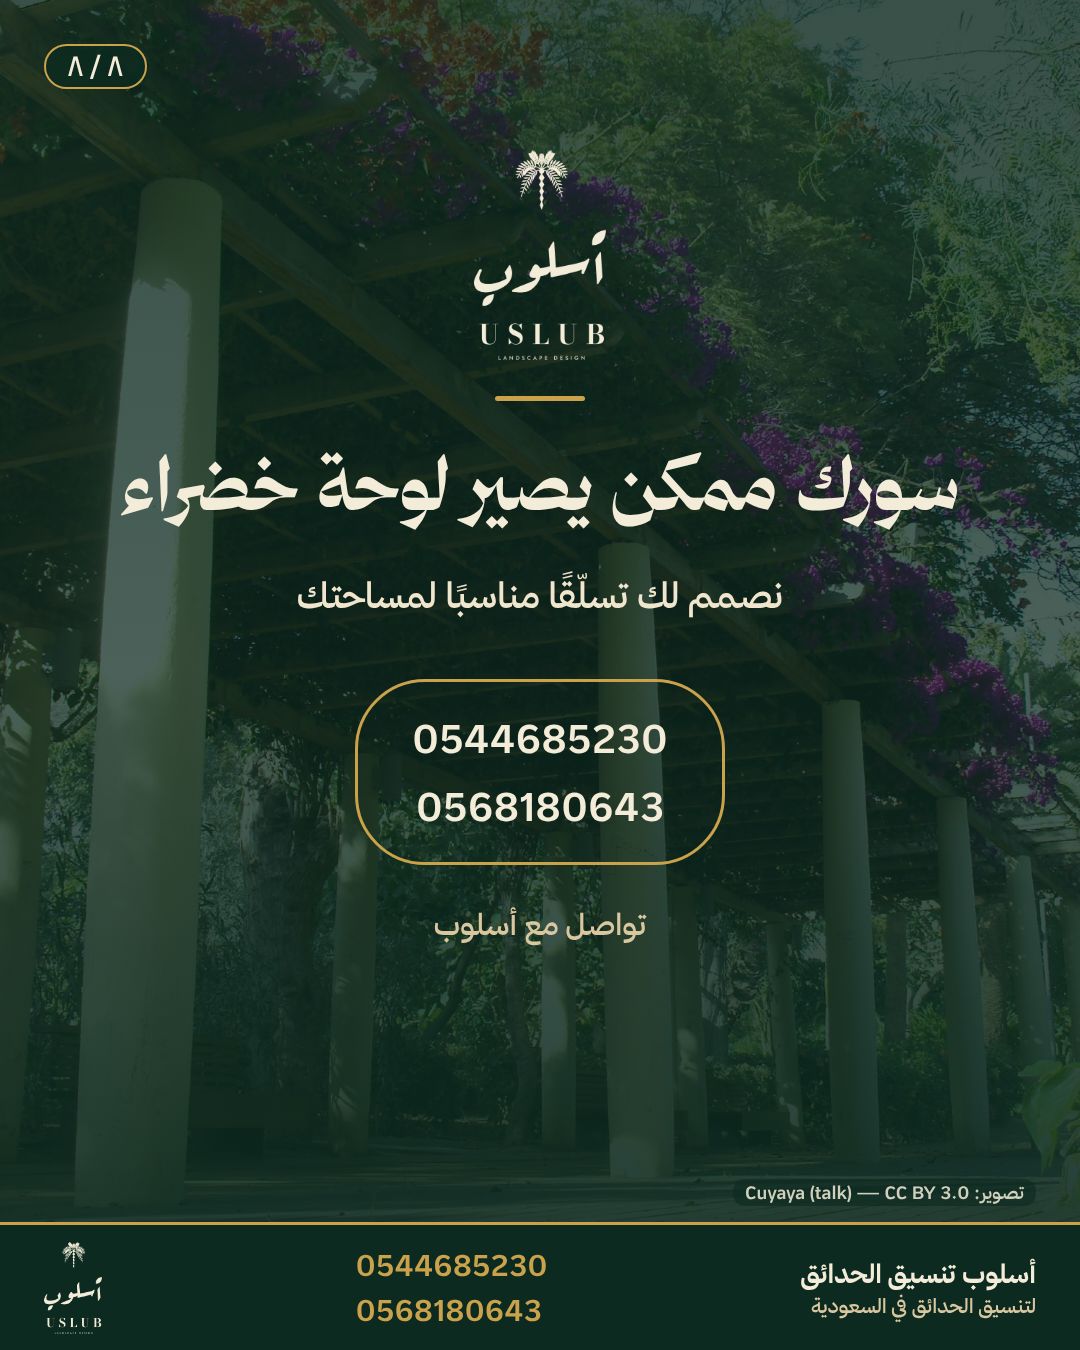 ٨/٨
أسلوب
USLUB
LANDSCAPE DESIGN
سورك ممكن يصير لوحة خضراء
نصمم لك تسلّقًا مناسبًا لمساحتك
0544685230
0568180643
تواصل مع أسلوب
تصوير: Cuyaya (talk) — CC BY 3.0
أسلوب تنسيق الحدائق
لتنسيق الحدائق في السعودية
0544685230
0568180643
أسلوب
USLUB
LANDSCAPE DESIGN